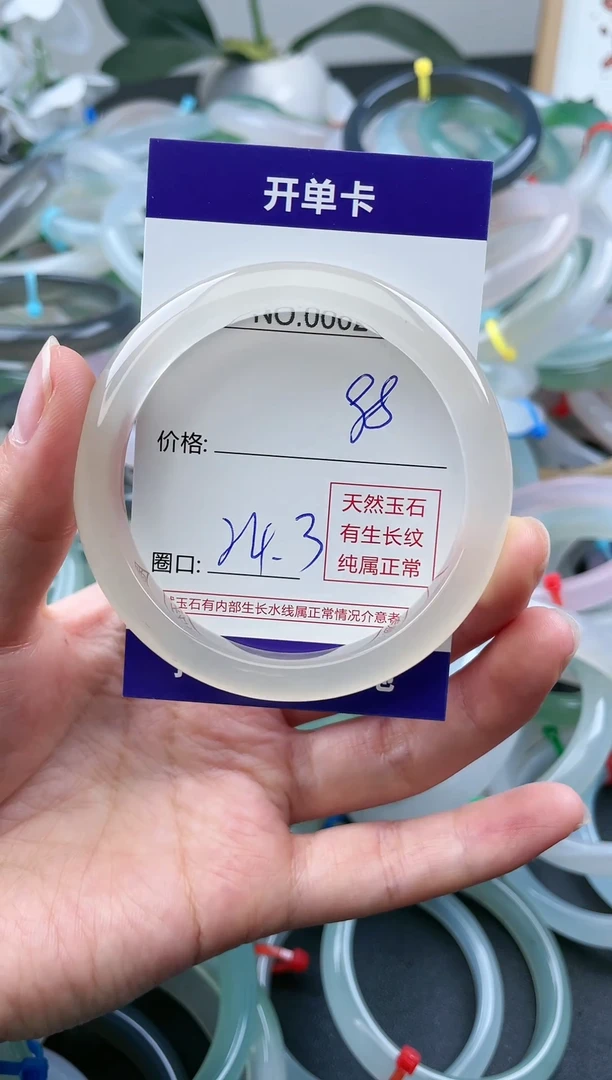 开单卡
NO.0002
价格: 98
天然玉石
有生长纹
纯属正常
圈口: 24.3
玉石有内部生长水线属正常情况介意者